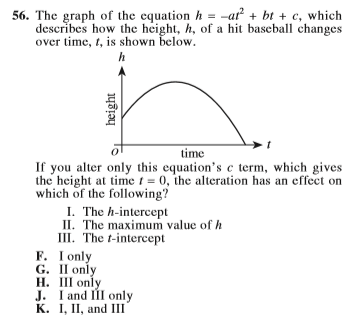 56. The graph of the equation h = –at² + bt + c, which
describes how the height, h, of a hit baseball changes
over time, t, is shown below.
h
height
0
t
time
If you alter only this equation's c term, which gives
the height at time t = 0, the alteration has an effect on
which of the following?
I. The h-intercept
II. The maximum value of h
III. The t-intercept
F. I only
G. II only
H. III only
J. I and III only
K. I, II, and III